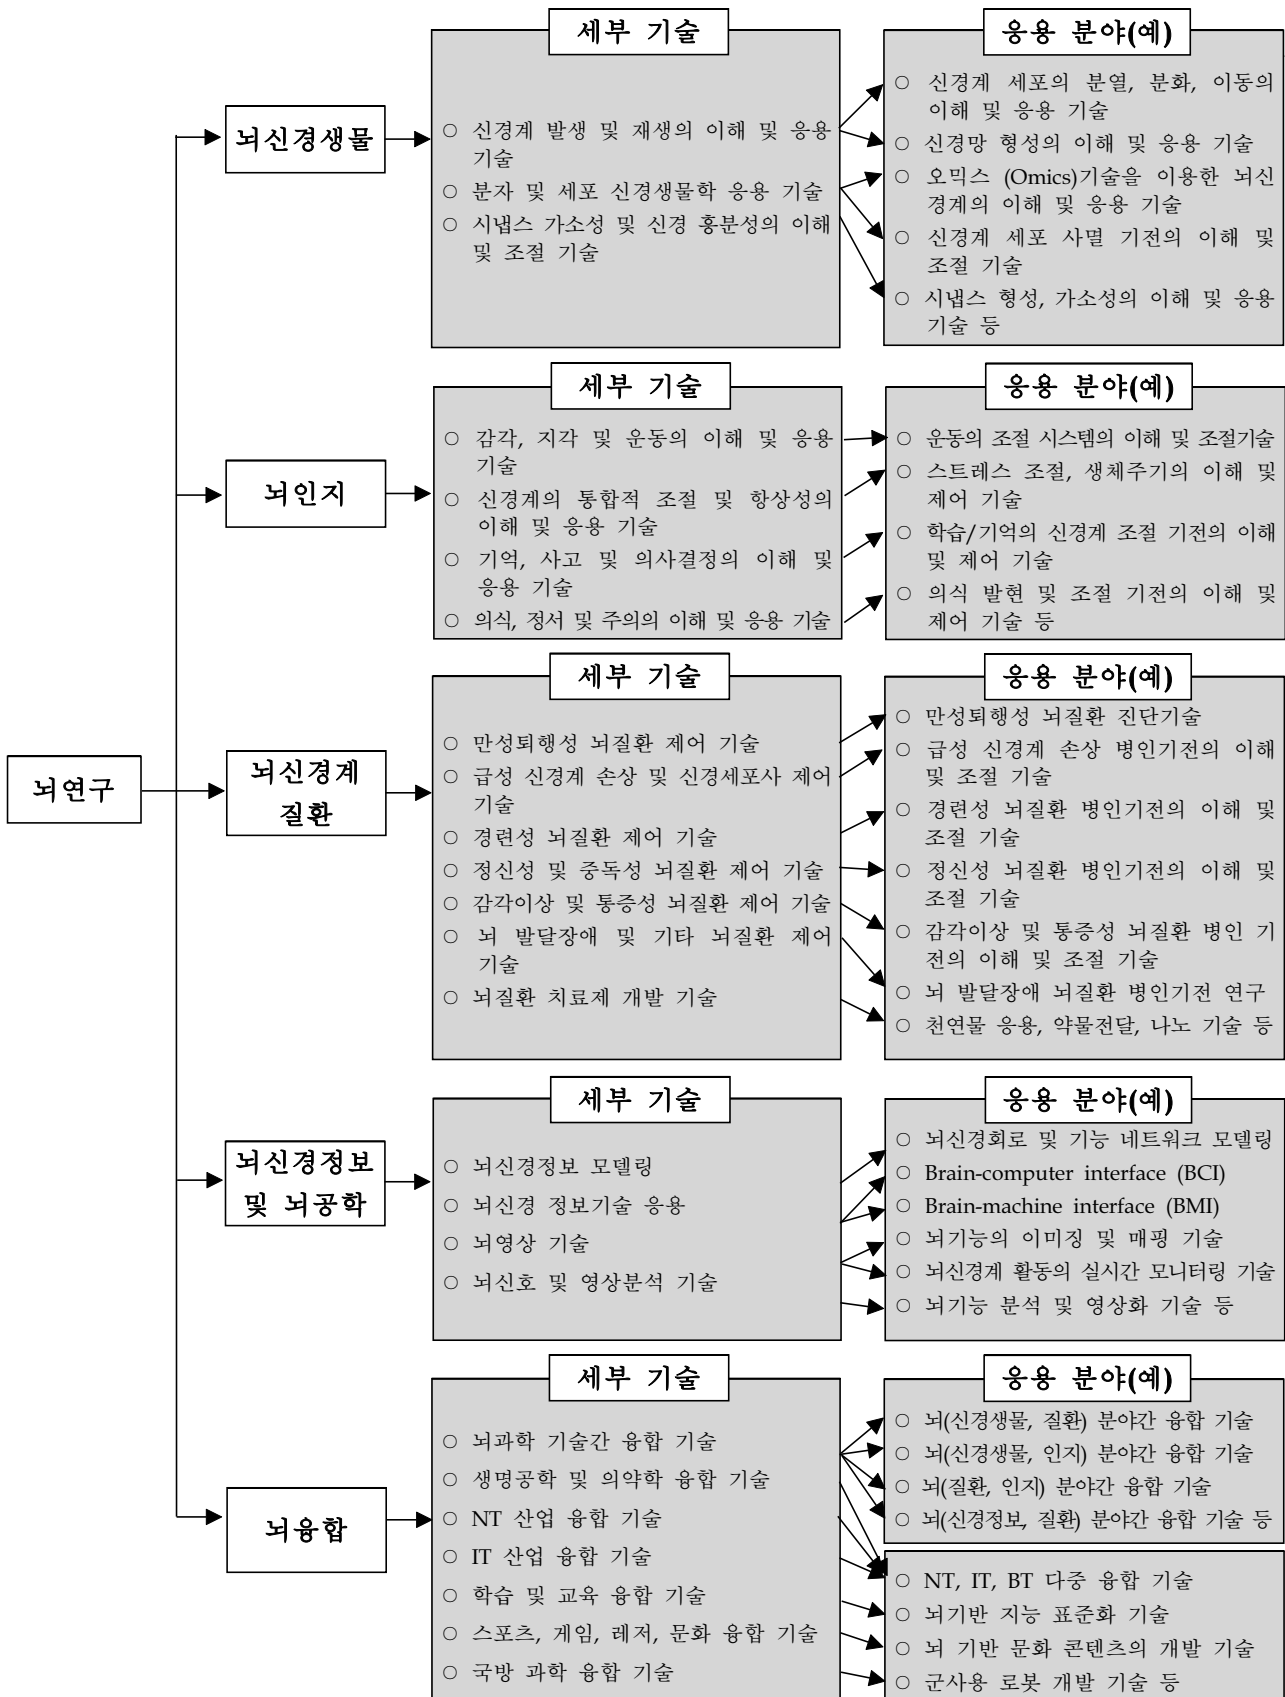 뇌연구
뇌신경생물
세부 기술
○ 신경계 발생 및 재생의 이해 및 응용
기술
○ 분자 및 세포 신경생물학 응용 기술
○ 시냅스 가소성 및 신경 흥분성의 이해
및 조절 기술
응용 분야(예)
○ 신경계 세포의 분열, 분화, 이동의
이해 및 응용 기술
○ 신경망 형성의 이해 및 응용 기술
○ 오믹스 (Omics)기술을 이용한 뇌신
경계의 이해 및 응용 기술
○ 신경계 세포 사멸 기전의 이해 및
조절 기술
○ 시냅스 형성, 가소성의 이해 및 응용
기술 등
뇌인지
세부 기술
○ 감각, 지각 및 운동의 이해 및 응용
기술
○ 신경계의 통합적 조절 및 항상성의
이해 및 응용 기술
○ 기억, 사고 및 의사결정의 이해 및
응용 기술
○ 의식, 정서 및 주의의 이해 및 응용 기술
응용 분야(예)
○ 운동의 조절 시스템의 이해 및 조절기술
○ 스트레스 조절, 생체주기의 이해 및
제어 기술
○ 학습/기억의 신경계 조절 기전의 이해
및 제어 기술
○ 의식 발현 및 조절 기전의 이해 및
제어 기술 등
뇌신경계
질환
세부 기술
○ 만성퇴행성 뇌질환 제어 기술
○ 급성 신경계 손상 및 신경세포사 제어
기술
○ 경련성 뇌질환 제어 기술
○ 정신성 및 중독성 뇌질환 제어 기술
○ 감각이상 및 통증성 뇌질환 제어 기술
○ 뇌 발달장애 및 기타 뇌질환 제어
기술
○ 뇌질환 치료제 개발 기술
응용 분야(예)
○ 만성퇴행성 뇌질환 진단기술
○ 급성 신경계 손상 병인기전의 이해
및 조절 기술
○ 경련성 뇌질환 병인기전의 이해 및
조절 기술
○ 정신성 뇌질환 병인기전의 이해 및
조절 기술
○ 감각이상 및 통증성 뇌질환 병인 기
전의 이해 및 조절 기술
○ 뇌 발달장애 뇌질환 병인기전 연구
○ 천연물 응용, 약물전달, 나노 기술 등
뇌신경정보
및 뇌공학
세부 기술
○ 뇌신경정보 모델링
○ 뇌신경 정보기술 응용
○ 뇌영상 기술
○ 뇌신호 및 영상분석 기술
응용 분야(예)
○ 뇌신경회로 및 기능 네트워크 모델링
○ Brain-computer interface (BCI)
○ Brain-machine interface (BMI)
○ 뇌기능의 이미징 및 매핑 기술
○ 뇌신경계 활동의 실시간 모니터링 기술
○ 뇌기능 분석 및 영상화 기술 등
뇌융합
세부 기술
○ 뇌과학 기술간 융합 기술
○ 생명공학 및 의약학 융합 기술
○ NT 산업 융합 기술
○ IT 산업 융합 기술
○ 학습 및 교육 융합 기술
○ 스포츠, 게임, 레저, 문화 융합 기술
○ 국방 과학 융합 기술
응용 분야(예)
○ 뇌(신경생물, 질환) 분야간 융합 기술
○ 뇌(신경생물, 인지) 분야간 융합 기술
○ 뇌(질환, 인지) 분야간 융합 기술
○ 뇌(신경정보, 질환) 분야간 융합 기술 등
○ NT, IT, BT 다중 융합 기술
○ 뇌기반 지능 표준화 기술
○ 뇌 기반 문화 콘텐츠의 개발 기술
○ 군사용 로봇 개발 기술 등